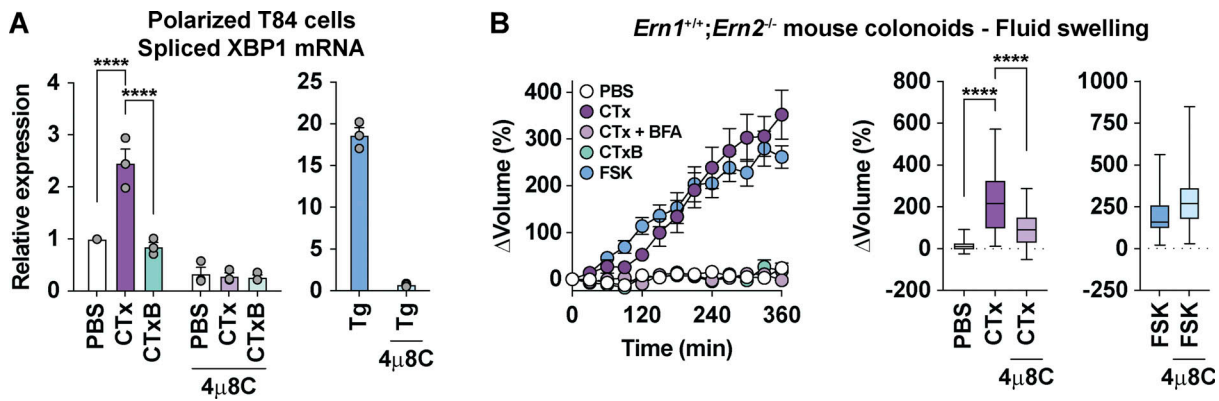 A
Polarized T84 cells
Spliced XBP1 mRNA
Relative expression
4
3
2
1
0
****
****
PBS
CTx
CTxB
PBS
CTx
CTxB
4μ8C
25
20
15
10
5
0
Tg
Tg
4μ8C
B
Ern1+/+;Ern2-/- mouse colonoids - Fluid swelling
ΔVolume (%)
400
300
200
100
0
PBS
CTx
CTx + BFA
CTxB
FSK
0 120 240 360
Time (min)
ΔVolume (%)
800
600
400
200
0
-200
****
****
PBS
CTx
CTx
4μ8C
1000
750
500
250
0
-250
FSK
FSK
4μ8C